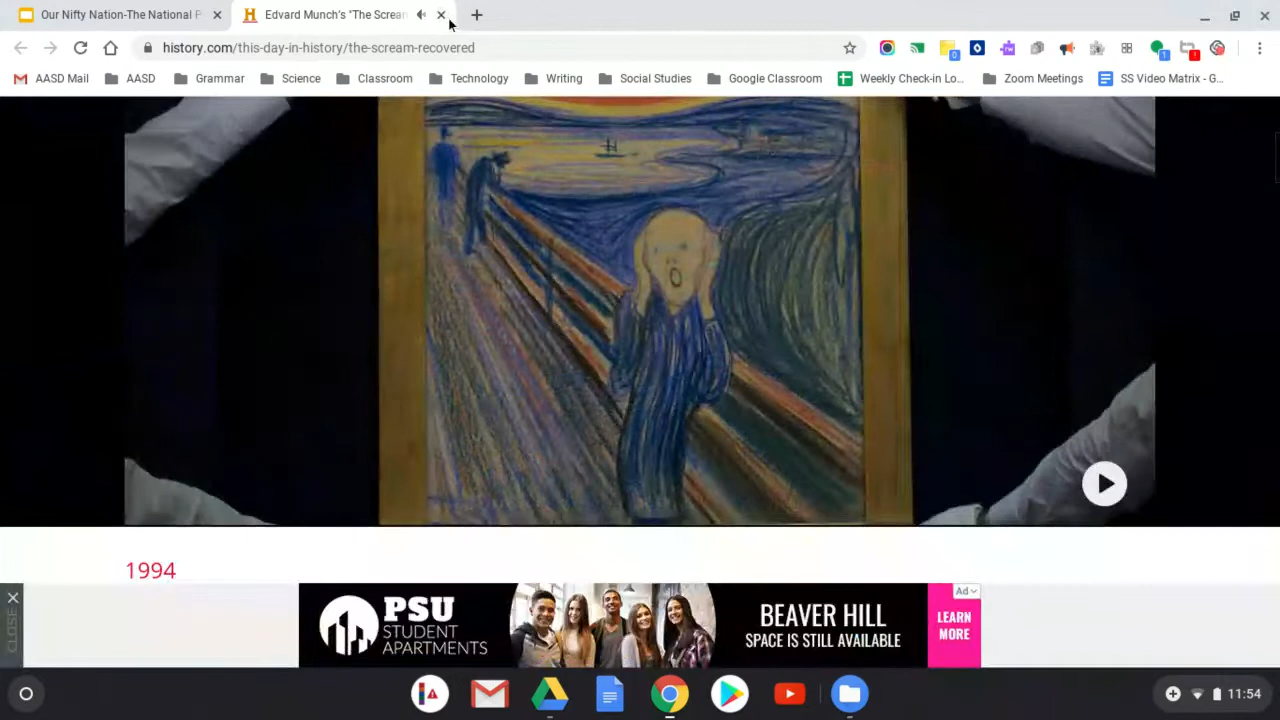 Our Nifty Nation-The National P
Edvard Munch's "The Scream
history.com/this-day-in-history/the-scream-recovered
AASD Mail AASD Grammar Science Classroom Technology Writing Social Studies Google Classroom Weekly Check-in Lo... Zoom Meetings SS Video Matrix - G...
1994
CLOSE
PSU
STUDENT
APARTMENTS
BEAVER HILL
SPACE IS STILL AVAILABLE
Ad
LEARN
MORE
11:54